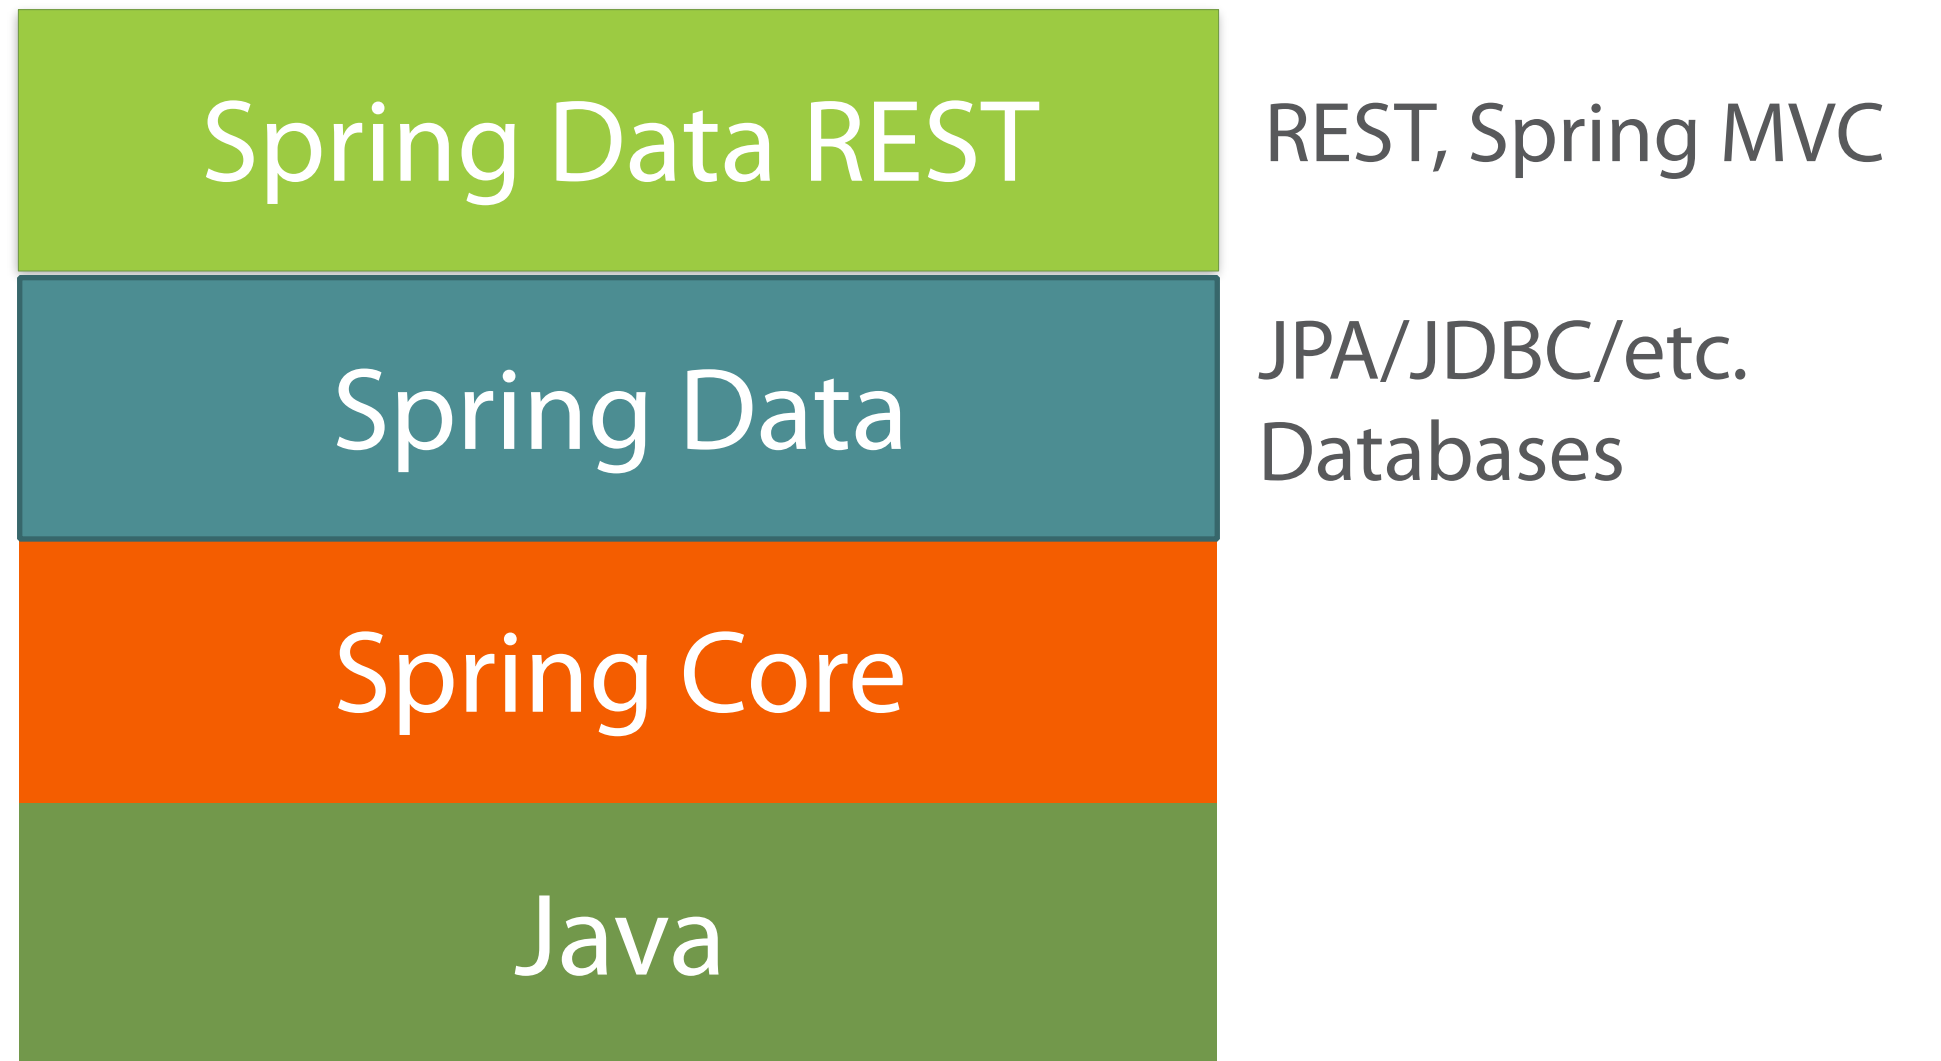 Spring Data REST
REST, Spring MVC
Spring Data
JPA/JDBC/etc.
Databases
Spring Core
Java